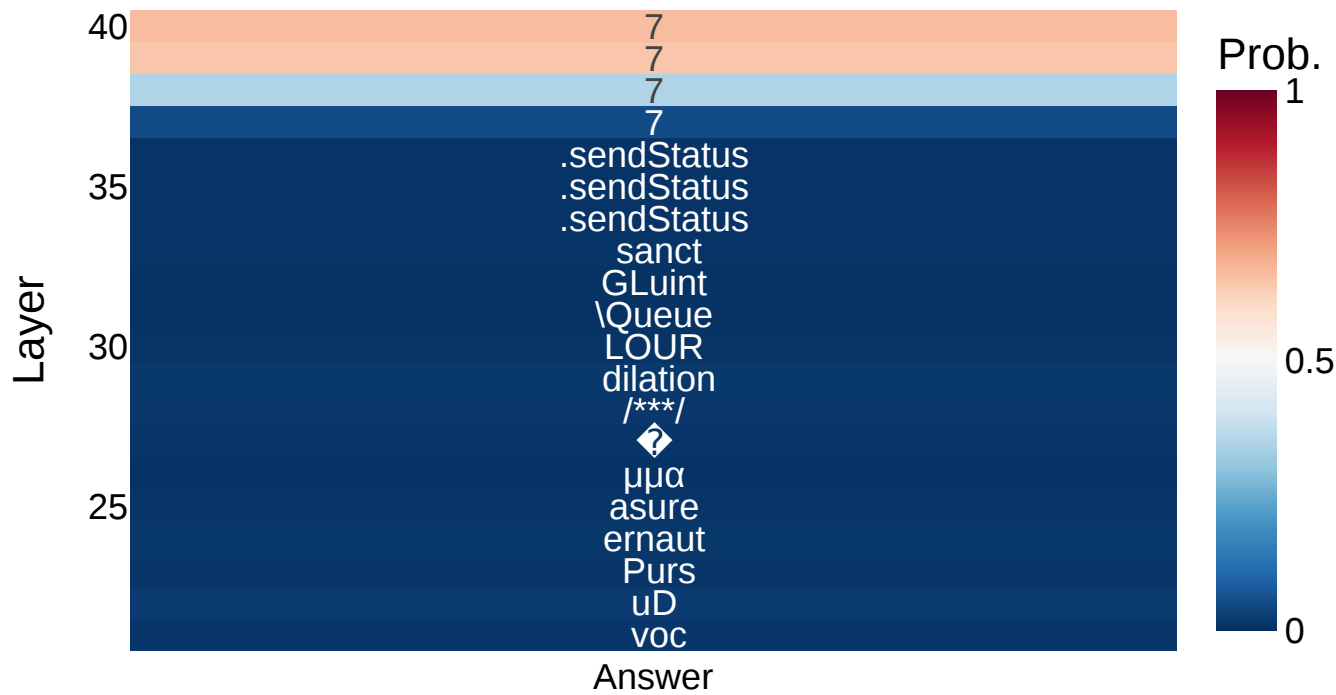 40
7
Prob.
7
7
1
7
.sendStatus
35
.sendStatus
.sendStatus
sanct
GLuint
\Queue
Layer
30
LOUR
0.5
dilation
/***/
�
μμα
25
asure
ernaut
Purs
uD
voc
0
Answer